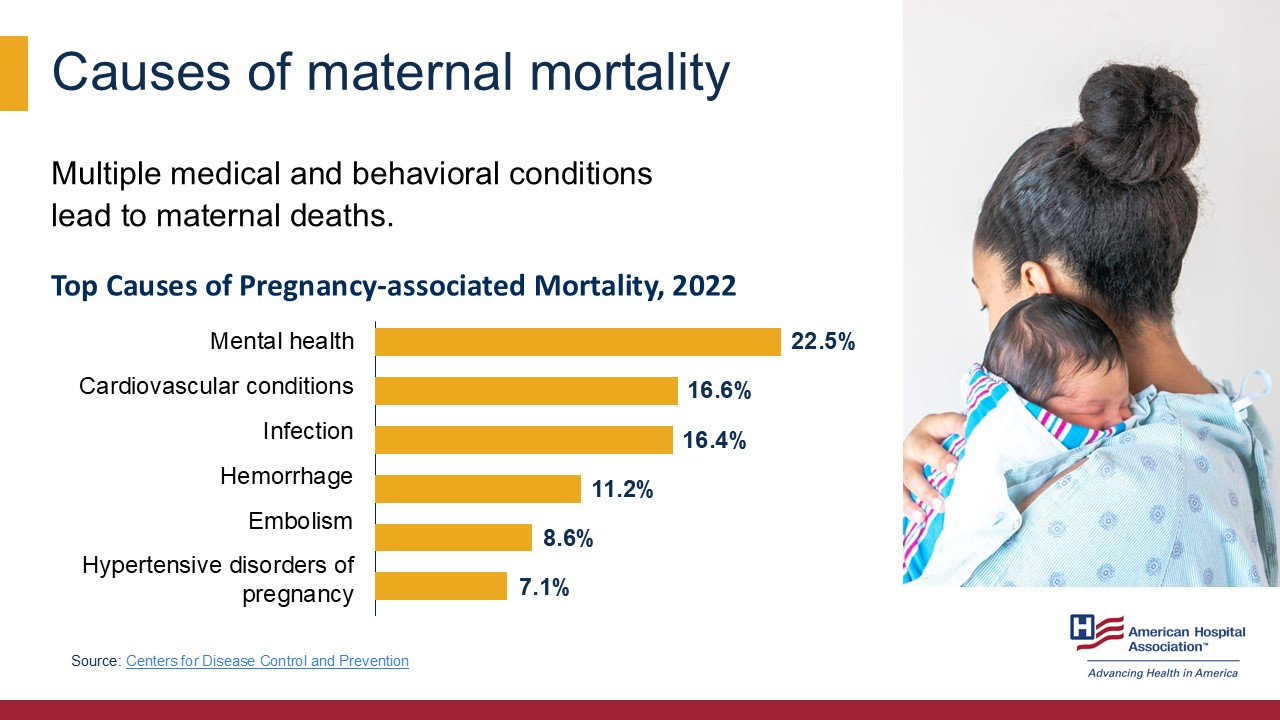 Causes of maternal mortality
Multiple medical and behavioral conditions
lead to maternal deaths.
Top Causes of Pregnancy-associated Mortality, 2022
Mental health 22.5%
Cardiovascular conditions 16.6%
Infection 16.4%
Hemorrhage 11.2%
Embolism 8.6%
Hypertensive disorders of
pregnancy 7.1%
Source: Centers for Disease Control and Prevention
H
American Hospital
Association™
Advancing Health in America